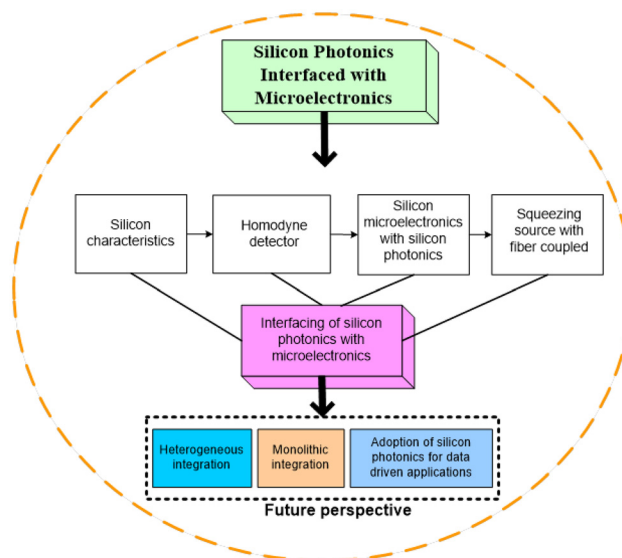 Silicon Photonics
Interfaced with
Microelectronics
Silicon
characteristics
Homodyne
detector
Silicon
microelectronics
with silicon
photonics
Squeezing
source with
fiber coupled
Interfacing of silicon
photonics with
microelectronics
Heterogeneous
integration
Monolithic
integration
Adoption of silicon
photonics for data
driven applications
Future perspective